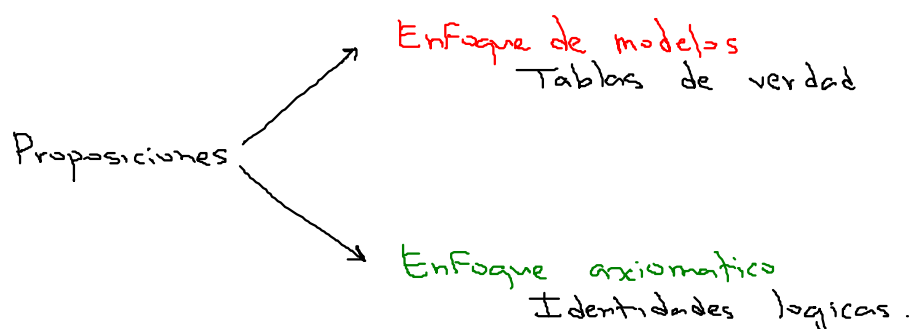 EnFoque de modelos
Tablas de verdad
Proposiciones
EnFoque axiomatico
Identidades logicas.